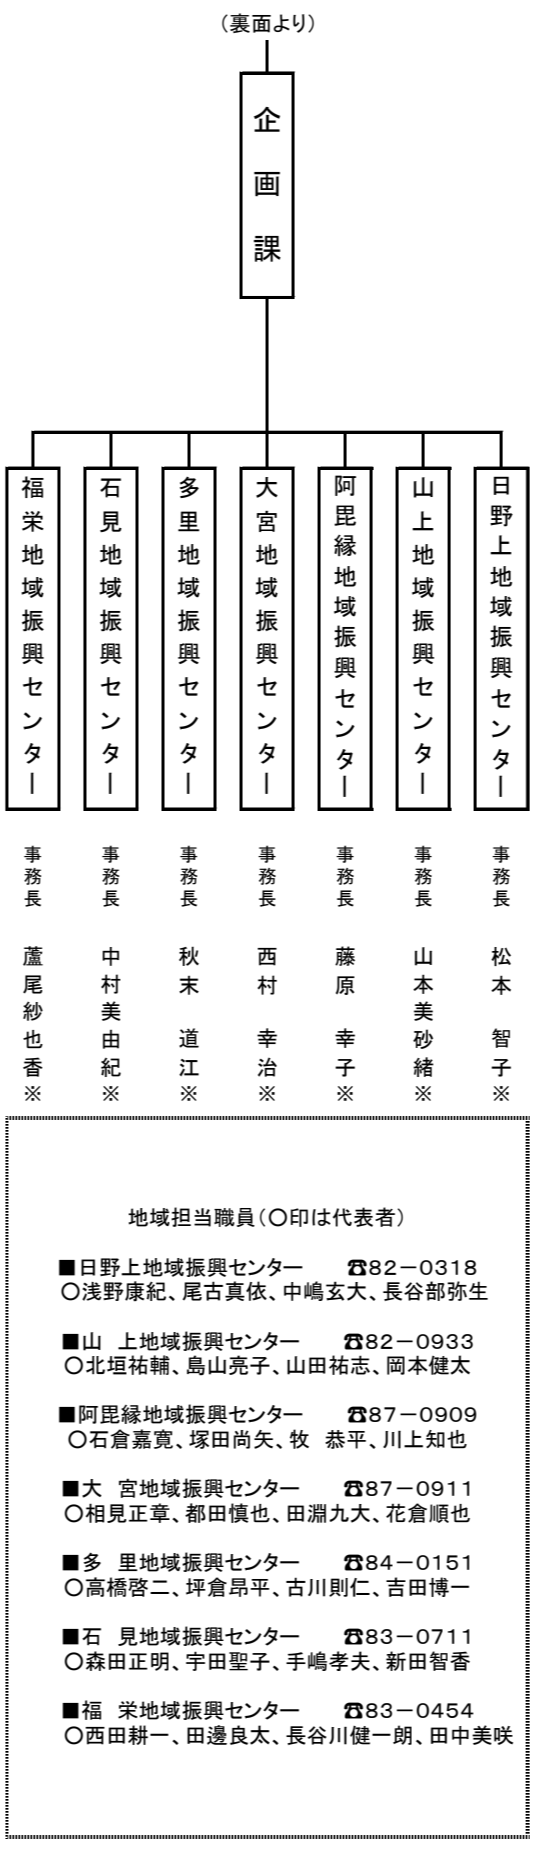 （裏面より）
企画課
日野上地域振興センター
山上地域振興センター
阿毘縁地域振興センター
大宮地域振興センター
多里地域振興センター
石見地域振興センター
福栄地域振興センター
事務長　松本　智子※
事務長　山本美砂緒※
事務長　藤原　幸子※
事務長　西村　幸治※
事務長　秋末　道江※
事務長　中村美由紀※
事務長　蘆尾紗也香※
地域担当職員（○印は代表者）
■日野上地域振興センター　　☎82－0318
○浅野康紀、尾古真依、中嶋玄大、長谷部弥生
■山　上地域振興センター　　☎82－0933
○北垣祐輔、島山亮子、山田祐志、岡本健太
■阿毘縁地域振興センター　　☎87－0909
○石倉嘉寛、塚田尚矢、牧　恭平、川上知也
■大　宮地域振興センター　　☎87－0911
○相見正章、都田慎也、田淵九大、花倉順也
■多　里地域振興センター　　☎84－0151
○高橋啓二、坪倉昂平、古川則仁、吉田博一
■石　見地域振興センター　　☎83－0711
○森田正明、宇田聖子、手嶋孝夫、新田智香
■福　栄地域振興センター　　☎83－0454
○西田耕一、田邊良太、長谷川健一朗、田中美咲